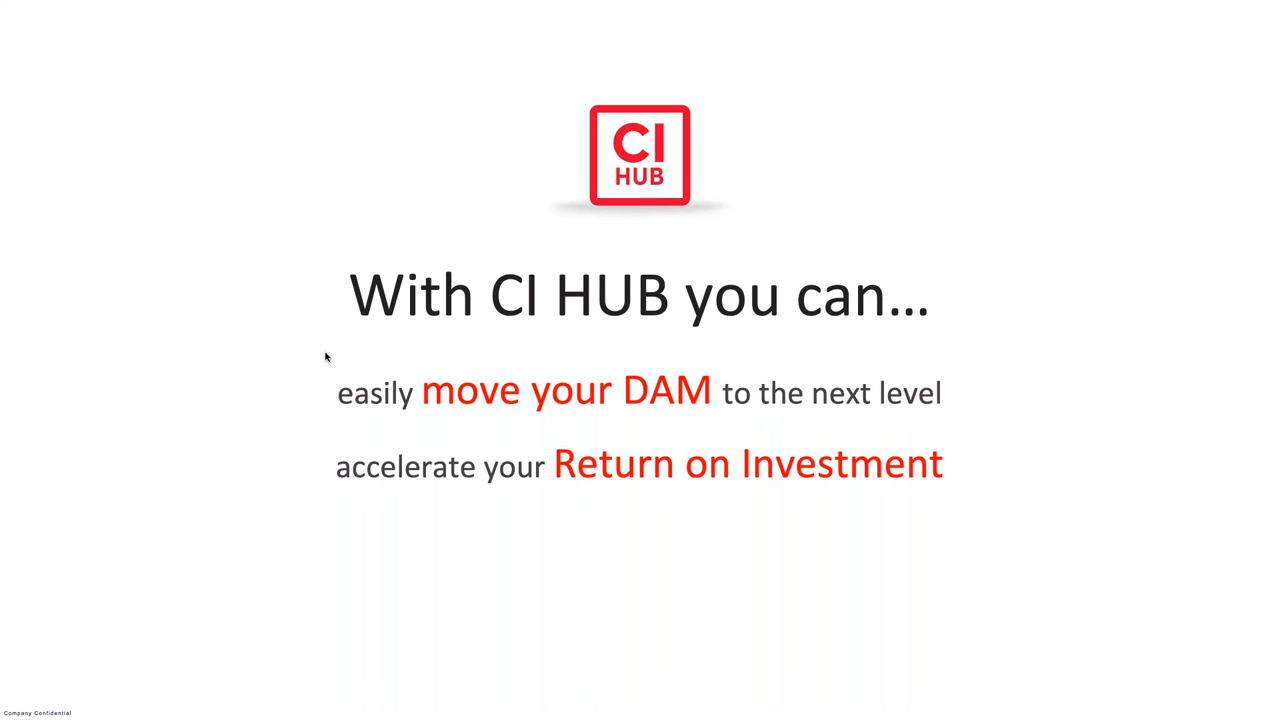 CI
HUB
With CI HUB you can...
easily move your DAM to the next level
accelerate your Return on Investment
Company Confidential